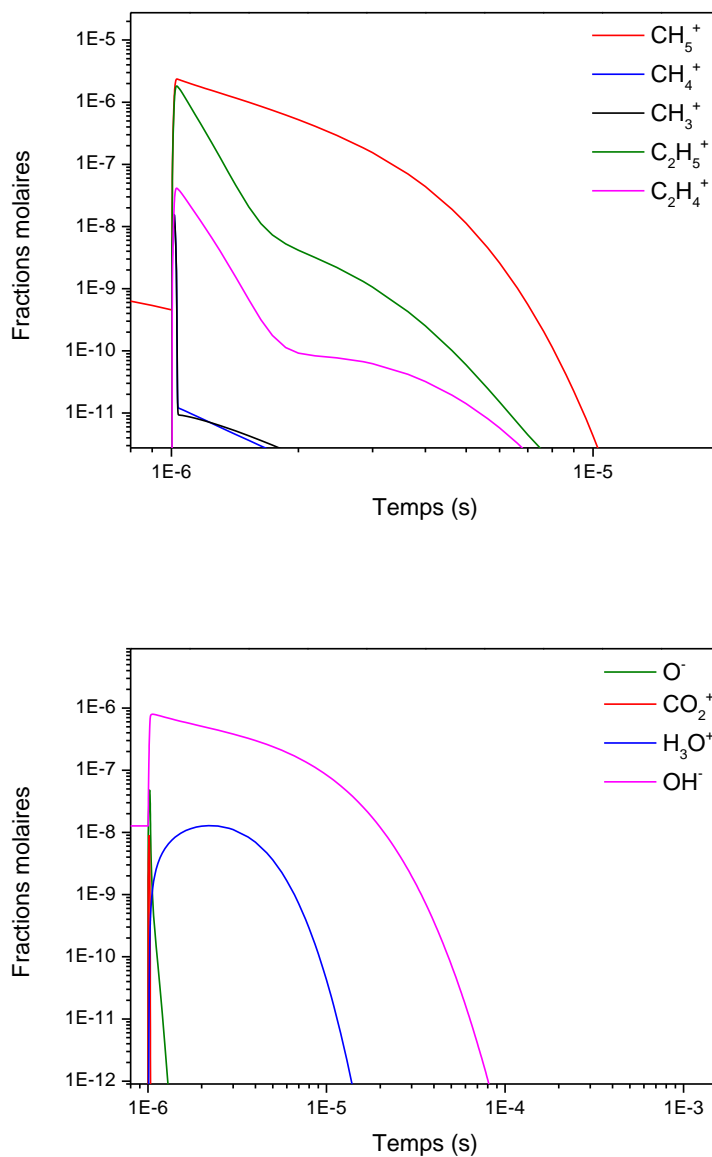 1E-5
1E-6
1E-7
1E-8
1E-9
1E-10
1E-11
Fractions molaires
CH₅⁺
CH₄⁺
CH₃⁺
C₂H₅⁺
C₂H₄⁺
1E-6
1E-5
Temps (s)
1E-6
1E-7
1E-8
1E-9
1E-10
1E-11
1E-12
Fractions molaires
O⁻
CO₂⁺
H₃O⁺
OH⁻
1E-6
1E-5
1E-4
1E-3
Temps (s)